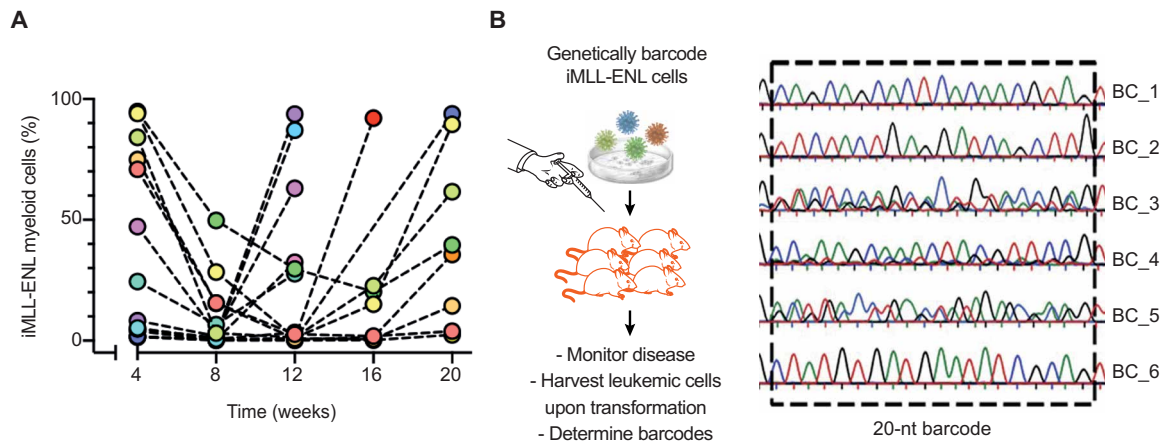 A
iMLL-ENL myeloid cells (%)
100
50
0
4
8
12
16
20
Time (weeks)
B
Genetically barcode
iMLL-ENL cells
- Monitor disease
- Harvest leukemic cells
upon transformation
- Determine barcodes
BC_1
BC_2
BC_3
BC_4
BC_5
BC_6
20-nt barcode